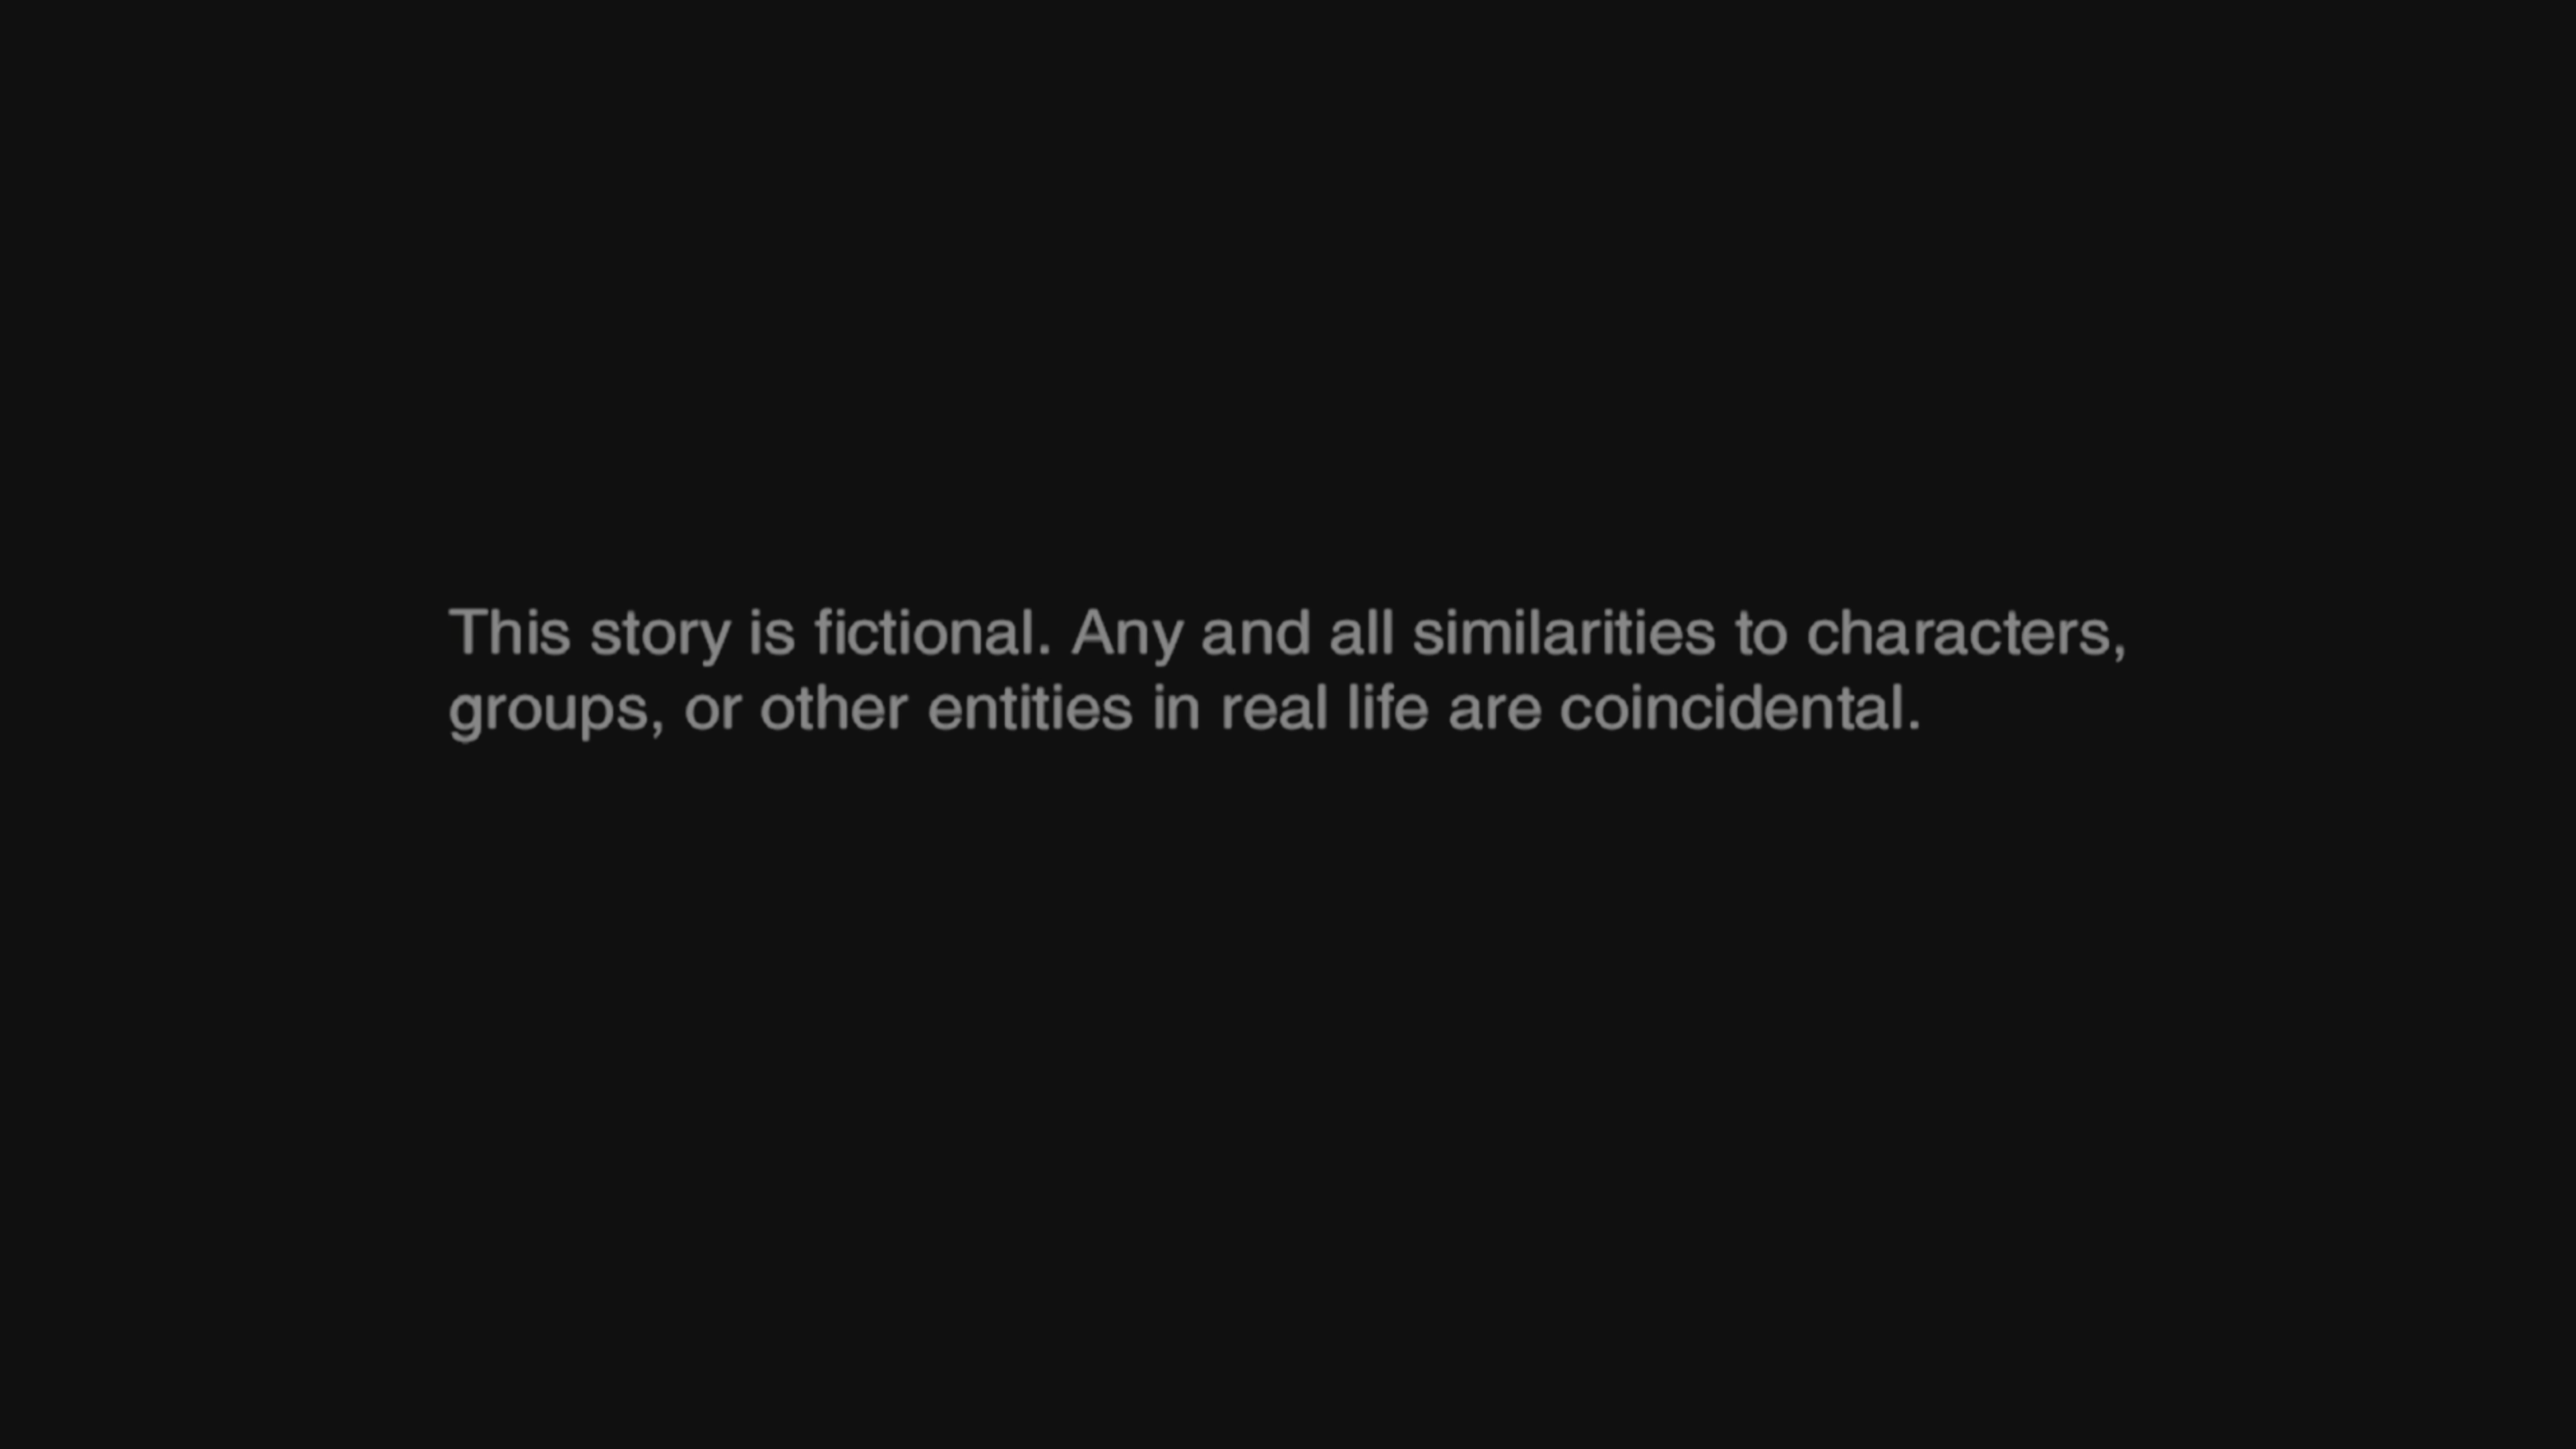 This story is fictional. Any and all similarities to characters,
groups, or other entities in real life are coincidental.